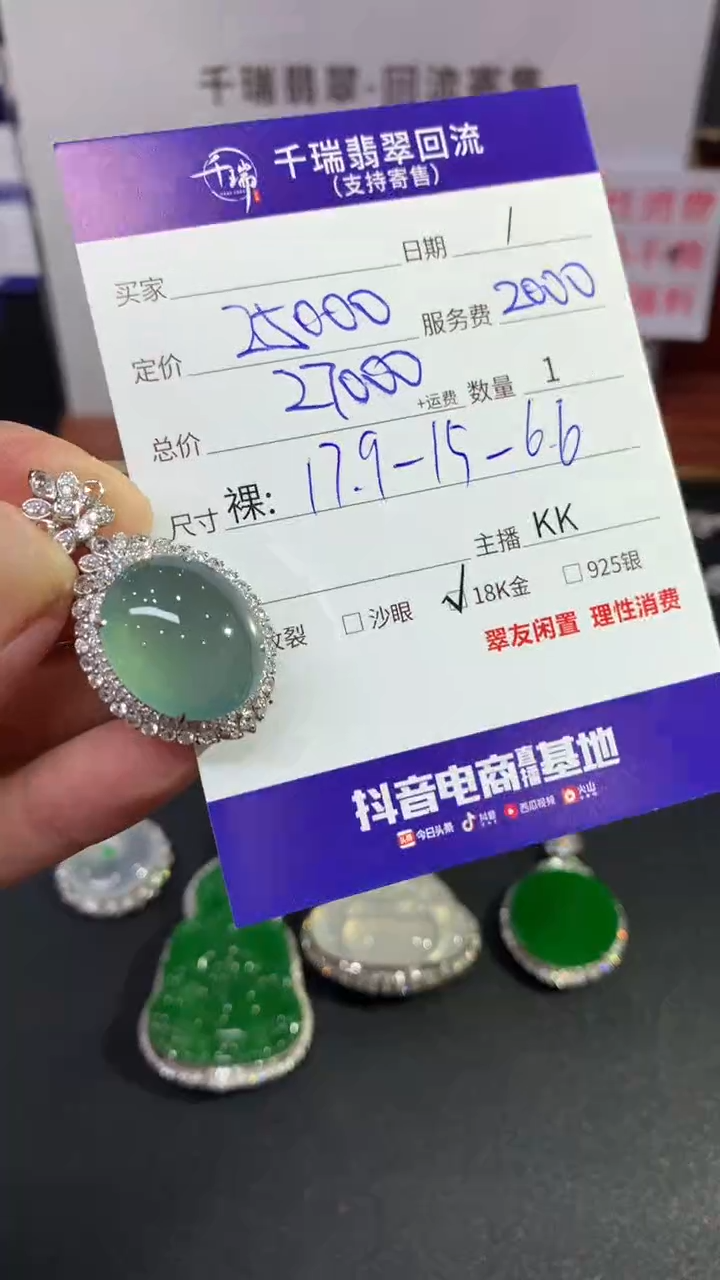 千瑞翡翠·回流寄售
千瑞 千瑞翡翠回流
(支持寄售)
买家 日期 /
定价 25000 服务费 2000
总价 27000 +运费 数量 1
尺寸 裸: 17.9-15-6.6
主播 KK
纹裂 □ 沙眼 ✓ 18K金 □ 925银
翠友闲置 理性消费
抖音电商直播基地
头条 今日头条 抖音 西瓜视频 火山